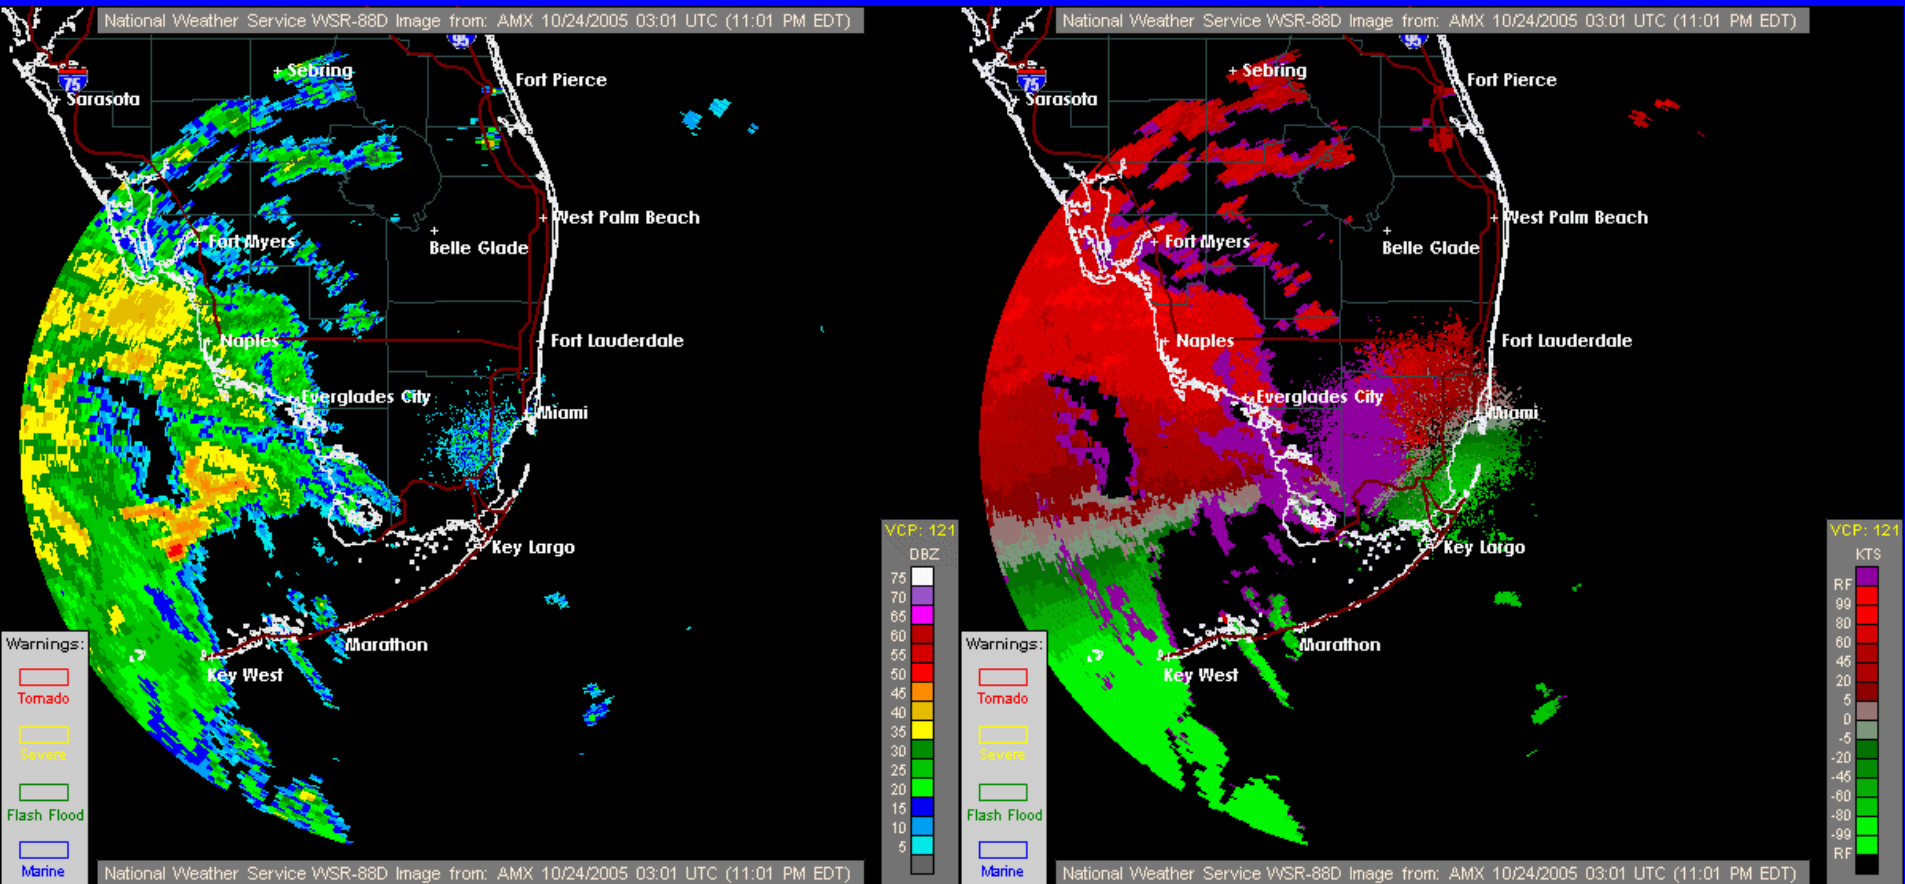 National Weather Service WSR-88D Image from: AMX 10/24/2005 03:01 UTC (11:01 PM EDT)
95
Sebring
75
Fort Pierce
Sarasota
West Palm Beach
Fort Myers
Belle Glade
Naples
Fort Lauderdale
Everglades City
Miami
Key Largo
Marathon
Key West
VCP: 121
DBZ
75
70
65
60
55
50
45
40
35
30
25
20
15
10
5
Warnings:
Tornado
Severe
Flash Flood
Marine
National Weather Service WSR-88D Image from: AMX 10/24/2005 03:01 UTC (11:01 PM EDT)
National Weather Service WSR-88D Image from: AMX 10/24/2005 03:01 UTC (11:01 PM EDT)
95
Sebring
75
Fort Pierce
Sarasota
West Palm Beach
Fort Myers
Belle Glade
Naples
Fort Lauderdale
Everglades City
Miami
Key Largo
Marathon
Key West
VCP: 121
KTS
RF
99
80
60
45
20
5
0
-5
-20
-45
-60
-80
-99
RF
Warnings:
Tornado
Severe
Flash Flood
Marine
National Weather Service WSR-88D Image from: AMX 10/24/2005 03:01 UTC (11:01 PM EDT)